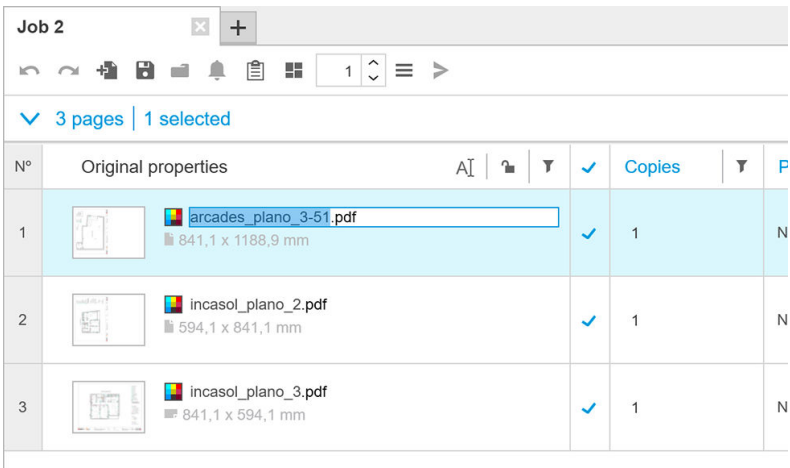 Job 2
1
3 pages 1 selected
Nº Original properties Copies P
1 arcades_plano_3-51.pdf 1 N
841,1 x 1188,9 mm
2 incasol_plano_2.pdf 1 N
594,1 x 841,1 mm
3 incasol_plano_3.pdf 1 N
841,1 x 594,1 mm